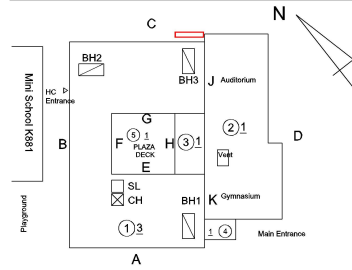 C
N
BH2
BH3
J Auditorium
HC
Entrance
Mini School K881
G
5 1
F PLAZA
DECK
H 3 1
2 1
B
D
E
Vent
SL
CH
BH1
K Gymnasium
Playground
1 3
1 4
Main Entrance
A